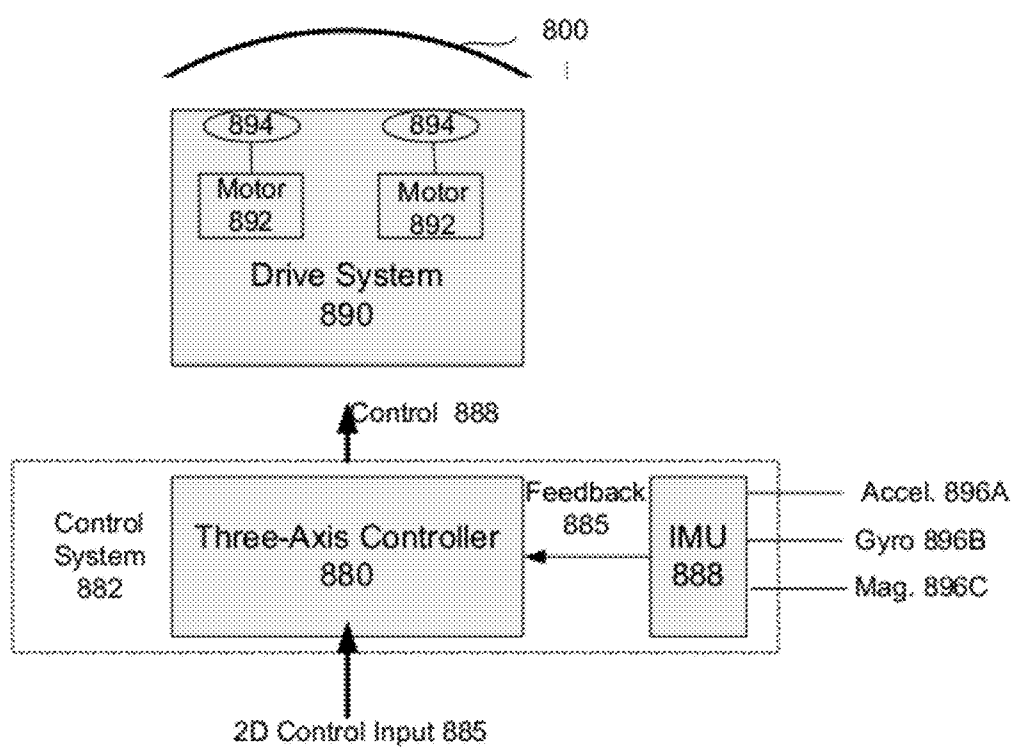 800
894
894
Motor
892
Motor
892
Drive System
890
Control 888
Control
System
882
Three-Axis Controller
880
Feedback
885
IMU
888
Accel. 896A
Gyro 896B
Mag. 896C
2D Control Input 885